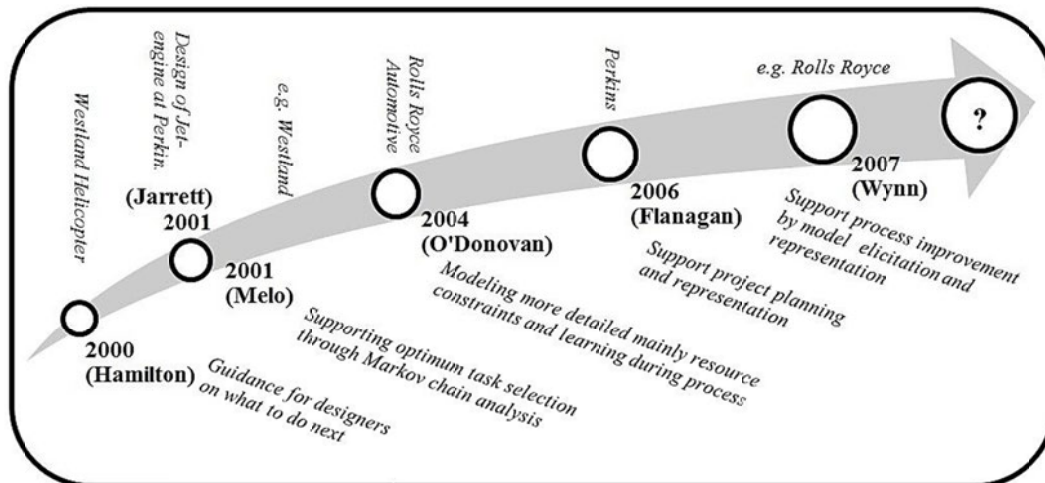 Westland Helicopter
Design of Jet-
engine at Perkin.
e.g. Westland
Rolls Royce
Automotive
Perkins
e.g. Rolls Royce
?
2000
(Hamilton)
(Jarrett)
2001
2001
(Melo)
2004
(O'Donovan)
2006
(Flanagan)
2007
(Wynn)
Guidance for designers
on what to do next
Supporting optimum task selection
through Markov chain analysis
Modeling more detailed mainly resource
constraints and learning during process
Support project planning
and representation
Support process improvement
by model elicitation and
representation